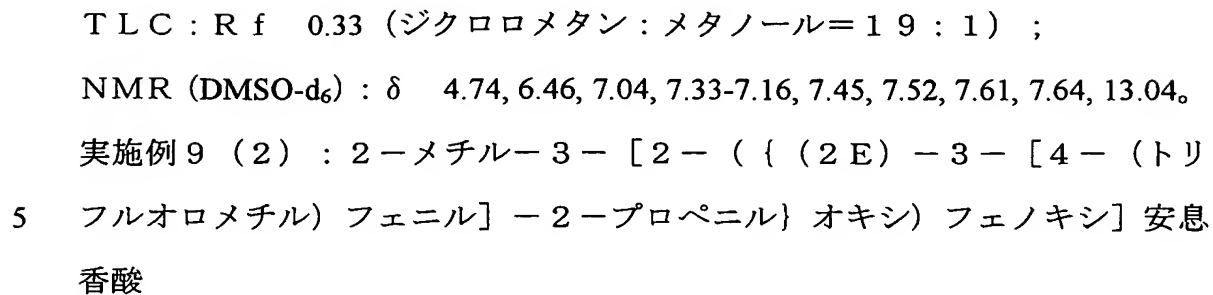 ＴＬＣ：Ｒｆ　0.33（ジクロロメタン：メタノール＝１９：１）；
ＮＭＲ（DMSO-d₆）：δ　4.74, 6.46, 7.04, 7.33-7.16, 7.45, 7.52, 7.61, 7.64, 13.04。
実施例９（２）：２－メチル－３－［２－（｛（２Ｅ）－３－［４－（トリ
5　フルオロメチル）フェニル］－２－プロペニル｝オキシ）フェノキシ］安息
香酸